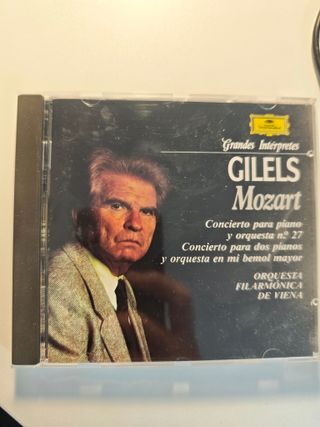 Grandes Intérpretes
GILELS
Mozart
Concierto para piano
y orquesta n.º 27
Concierto para dos pianos
y orquesta en mi bemol mayor
ORQUESTA
FILARMÓNICA
DE VIENA